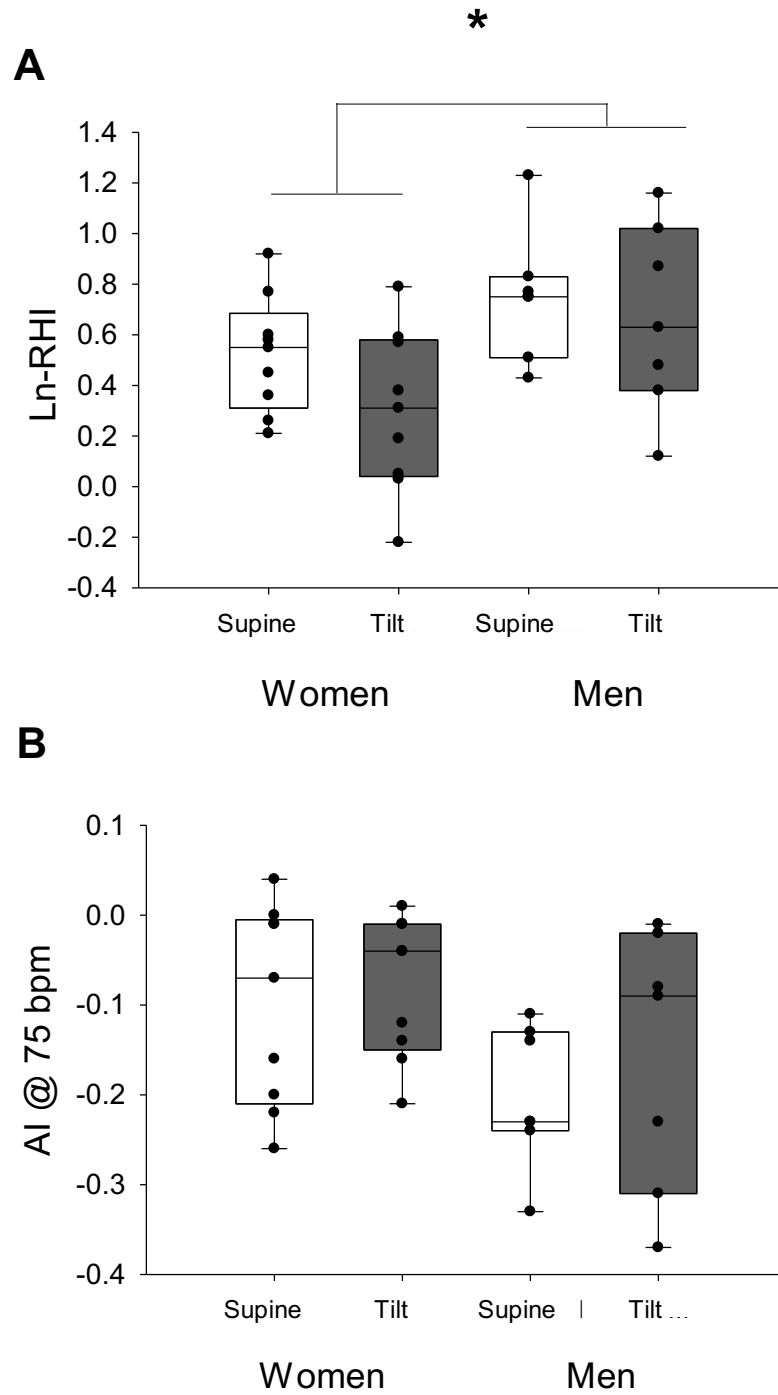 *
A
1.4
1.2
1.0
0.8
0.6
0.4
0.2
0.0
-0.2
-0.4
Ln-RHI
Supine Tilt Supine Tilt
Women Men
B
0.1
0.0
-0.1
-0.2
-0.3
-0.4
AI @ 75 bpm
Supine Tilt Supine | Tilt ...
Women Men